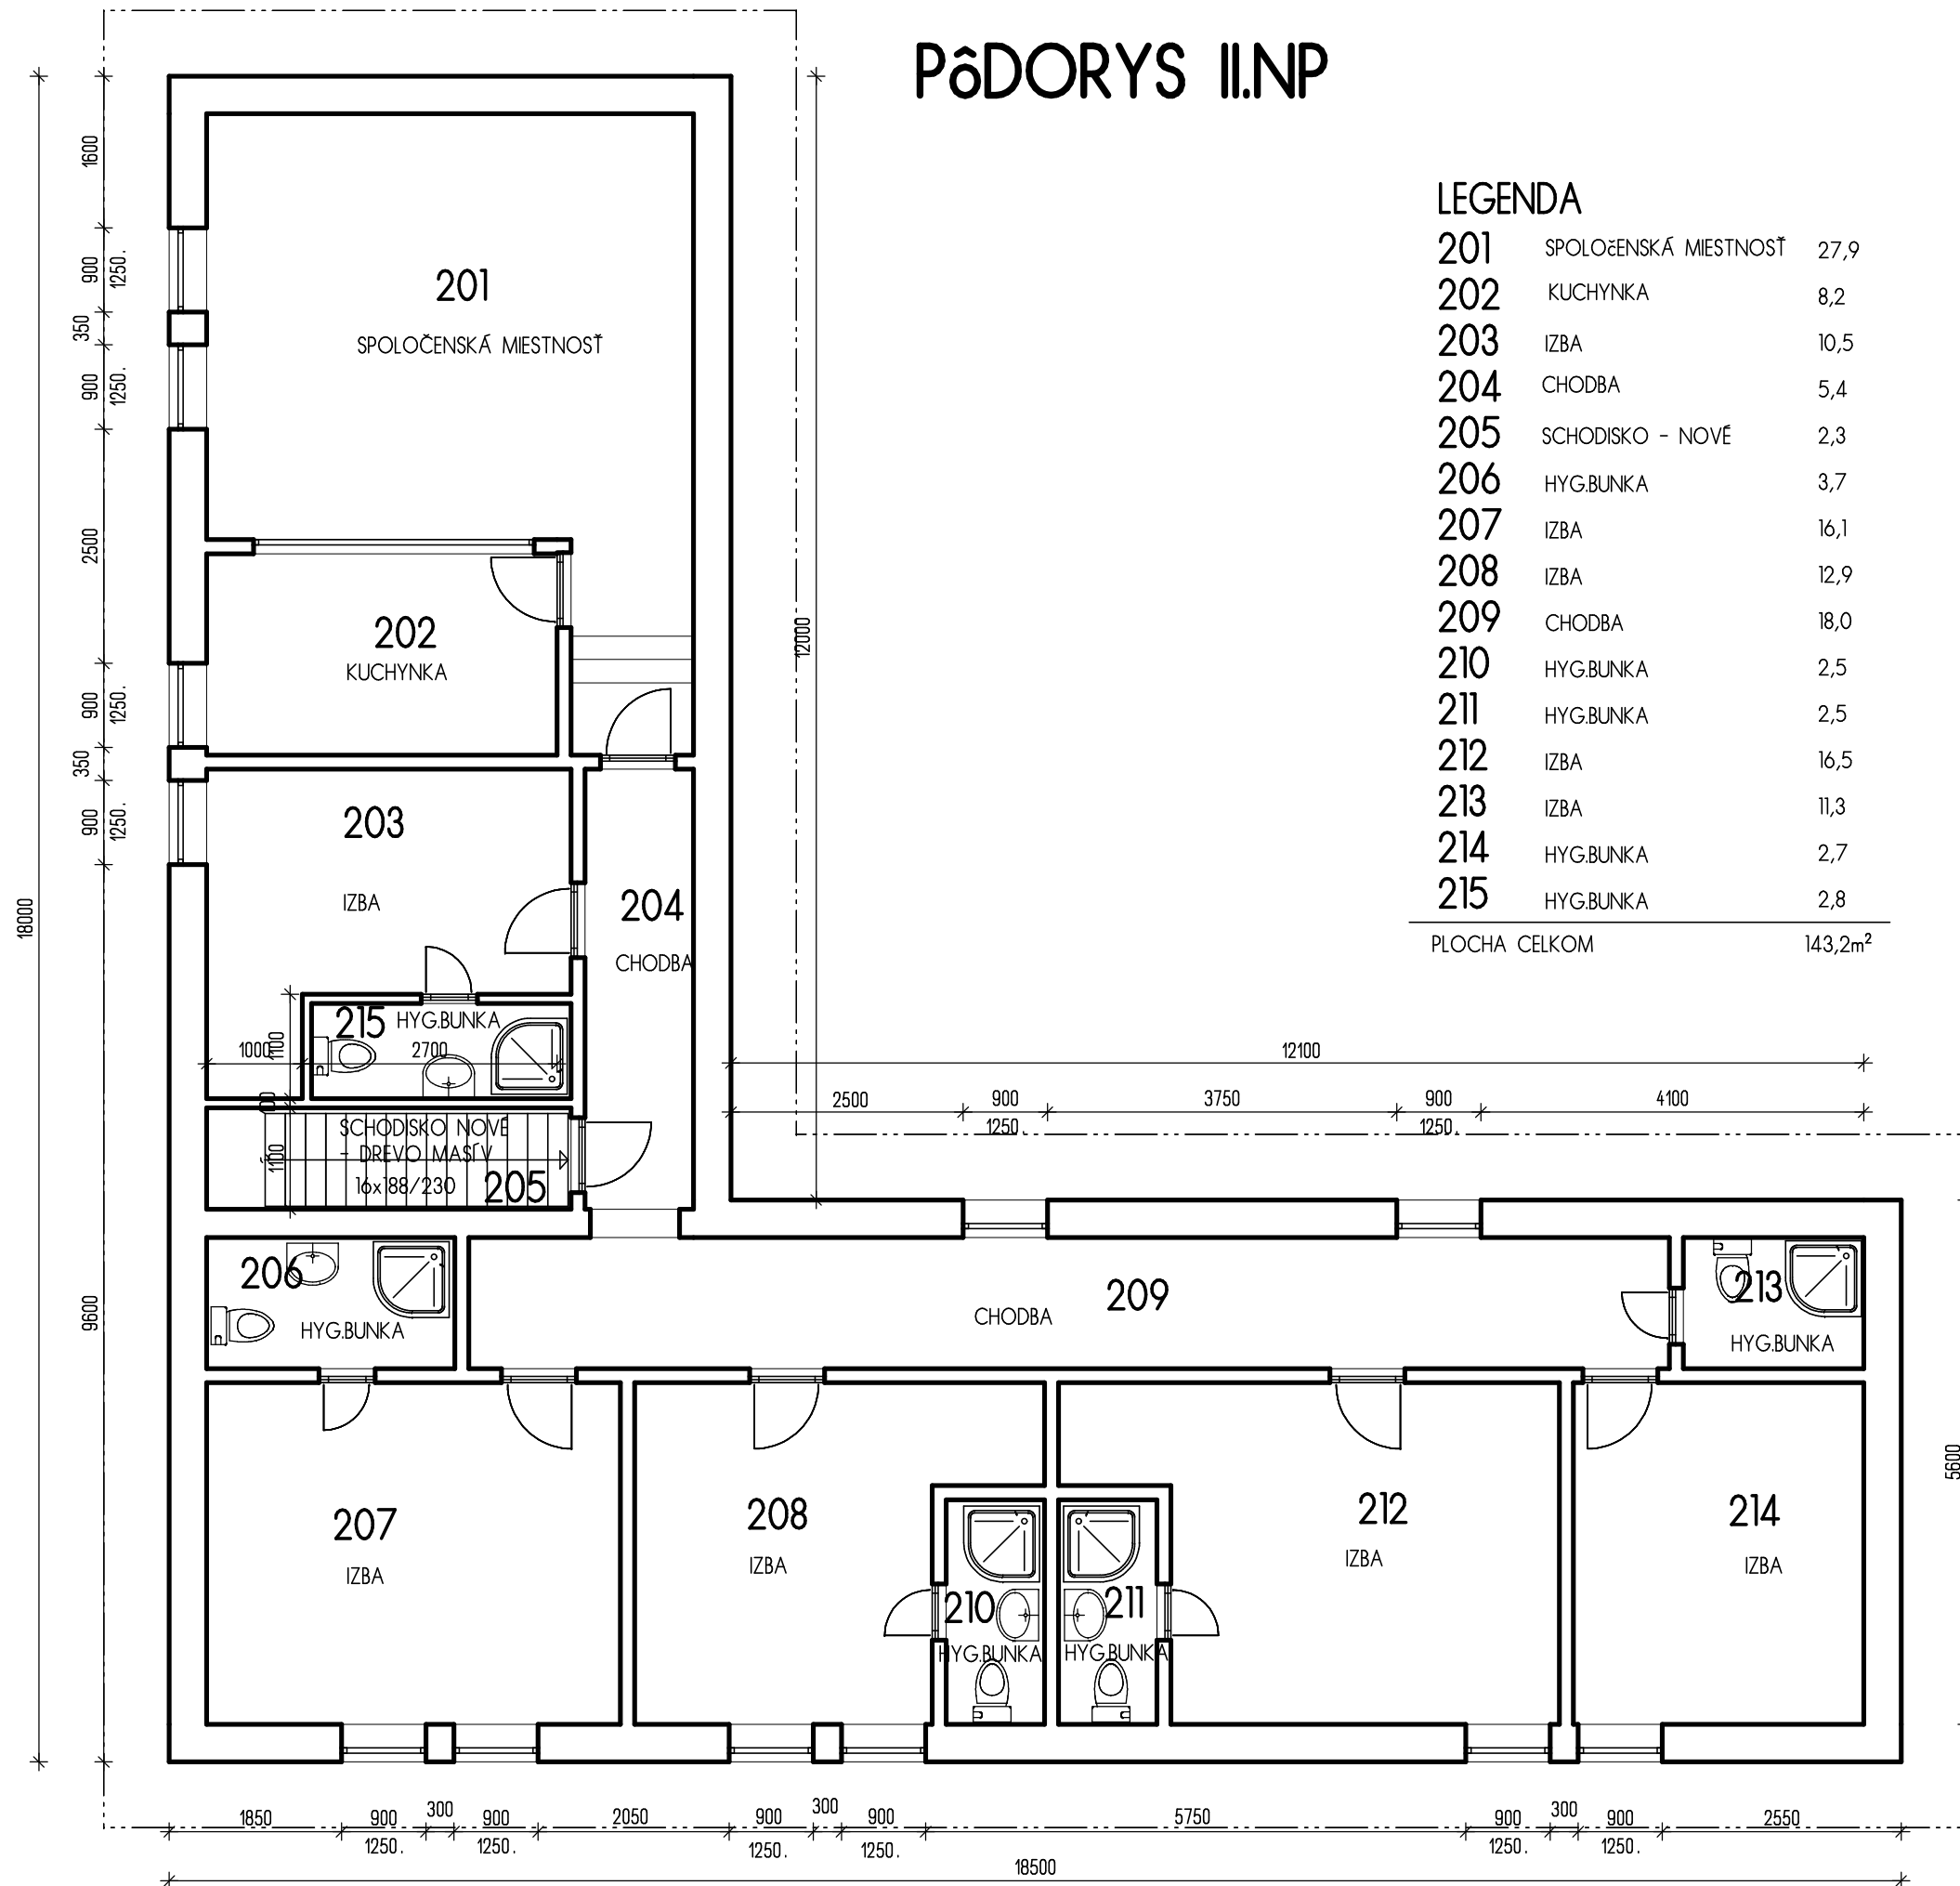 PôDORYS II.NP
LEGENDA
201 SPOLOčENSKÁ MIESTNOSŤ 27,9
202 KUCHYNKA 8,2
203 IZBA 10,5
204 CHODBA 5,4
205 SCHODISKO - NOVÉ 2,3
206 HYG.BUNKA 3,7
207 IZBA 16,1
208 IZBA 12,9
209 CHODBA 18,0
210 HYG.BUNKA 2,5
211 HYG.BUNKA 2,5
212 IZBA 16,5
213 IZBA 11,3
214 HYG.BUNKA 2,7
215 HYG.BUNKA 2,8
PLOCHA CELKOM 143,2m²
1600
900
1250.
350
900
1250.
2500
900
1250.
350
900
1250.
9600
18000
12000
201
SPOLOČENSKÁ MIESTNOSŤ
202
KUCHYNKA
203
IZBA
204
CHODBA
215 HYG.BUNKA
1000
1100
2700
100
1100
SCHODISKO NOVÉ
- DREVO MASÍV
16x188/230
205
12100
2500
900
1250.
3750
900
1250.
4100
206
HYG.BUNKA
209
CHODBA
213
HYG.BUNKA
207
IZBA
208
IZBA
210
HYG.BUNKA
211
HYG.BUNKA
212
IZBA
214
IZBA
5600
1850
900
1250.
300
900
1250.
2050
900
1250.
300
900
1250.
5750
900
1250.
300
900
1250.
2550
18500